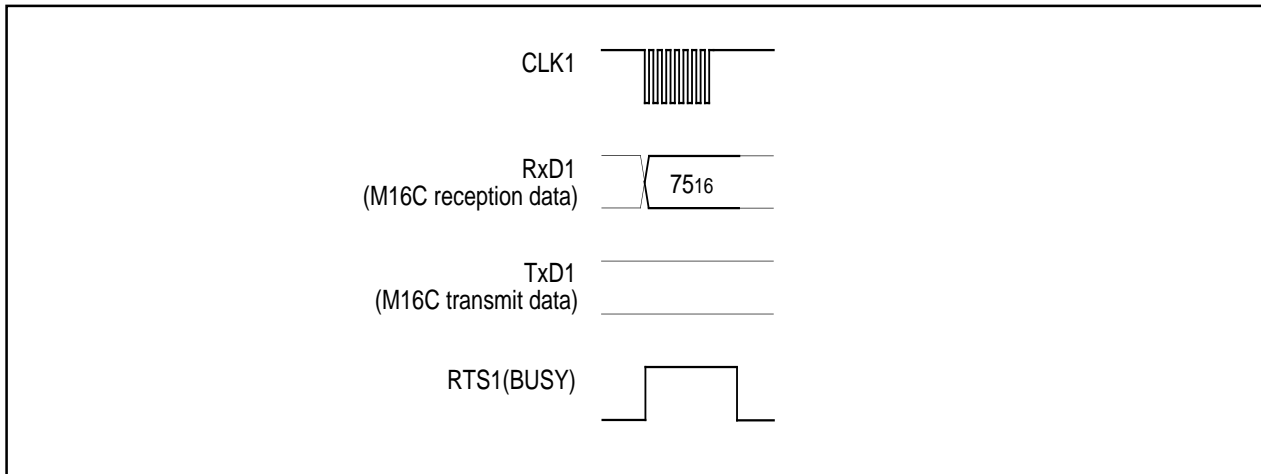 CLK1
RxD1
(M16C reception data)
7516
TxD1
(M16C transmit data)
RTS1(BUSY)